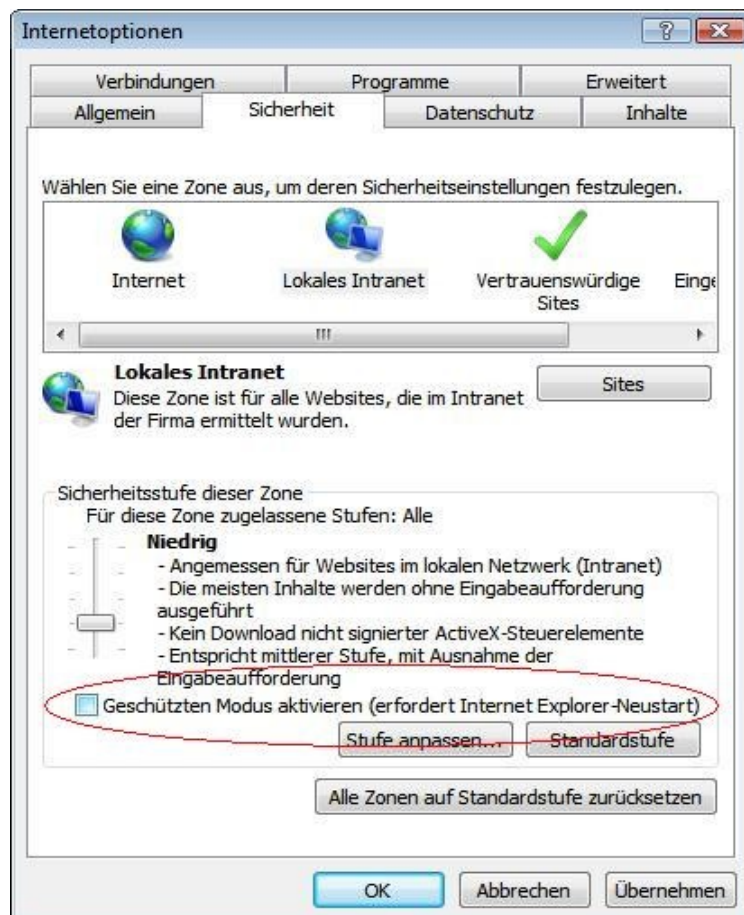 Internetoptionen
Verbindungen Programme Erweitert
Allgemein Sicherheit Datenschutz Inhalte
Wählen Sie eine Zone aus, um deren Sicherheitseinstellungen festzulegen.
Internet Lokales Intranet Vertrauenswürdige Einge
Sites
Lokales Intranet
Diese Zone ist für alle Websites, die im Intranet
der Firma ermittelt wurden.
Sites
Sicherheitsstufe dieser Zone
Für diese Zone zugelassene Stufen: Alle
Niedrig
- Angemessen für Websites im lokalen Netzwerk (Intranet)
- Die meisten Inhalte werden ohne Eingabeaufforderung
ausgeführt
- Kein Download nicht signierter ActiveX-Steuerelemente
- Entspricht mittlerer Stufe, mit Ausnahme der
Eingabeaufforderung
Geschützten Modus aktivieren (erfordert Internet Explorer-Neustart)
Stufe anpassen... Standardstufe
Alle Zonen auf Standardstufe zurücksetzen
OK Abbrechen Übernehmen